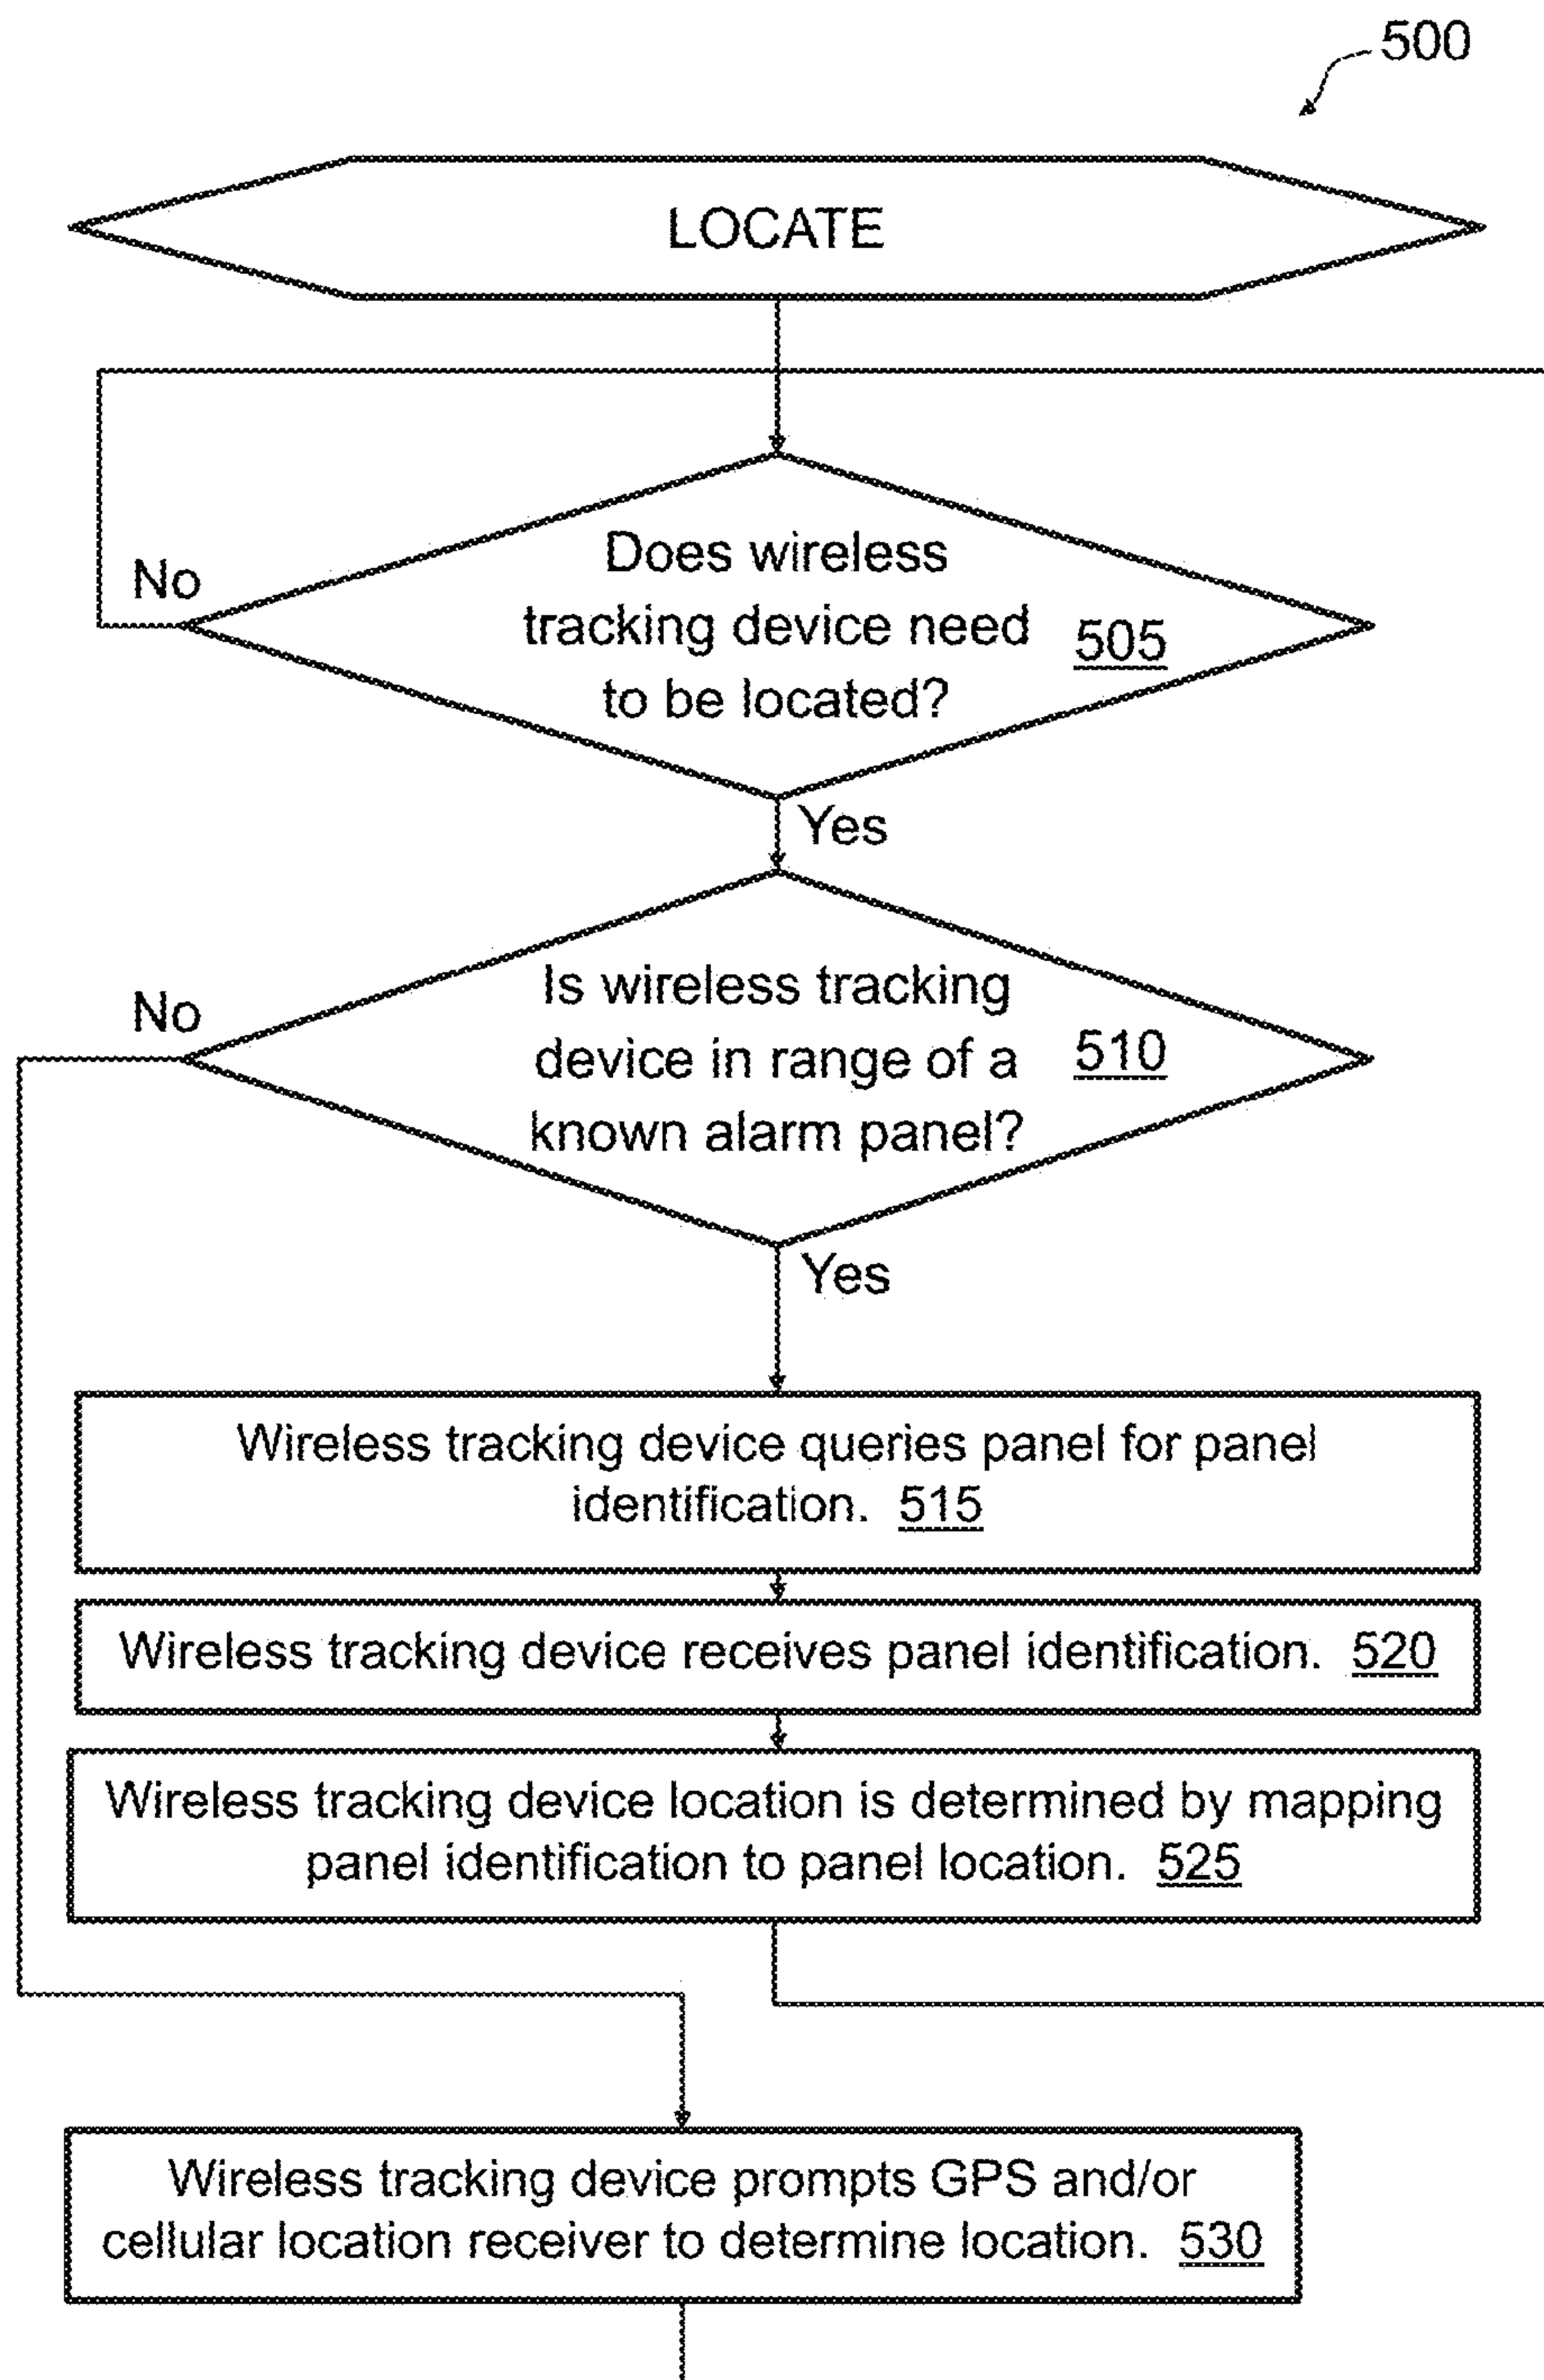 500
LOCATE
Does wireless
tracking device need
to be located?
505
No
Yes
Is wireless tracking
device in range of a
known alarm panel?
510
No
Yes
Wireless tracking device queries panel for panel
identification. 515
Wireless tracking device receives panel identification. 520
Wireless tracking device location is determined by mapping
panel identification to panel location. 525
Wireless tracking device prompts GPS and/or
cellular location receiver to determine location. 530